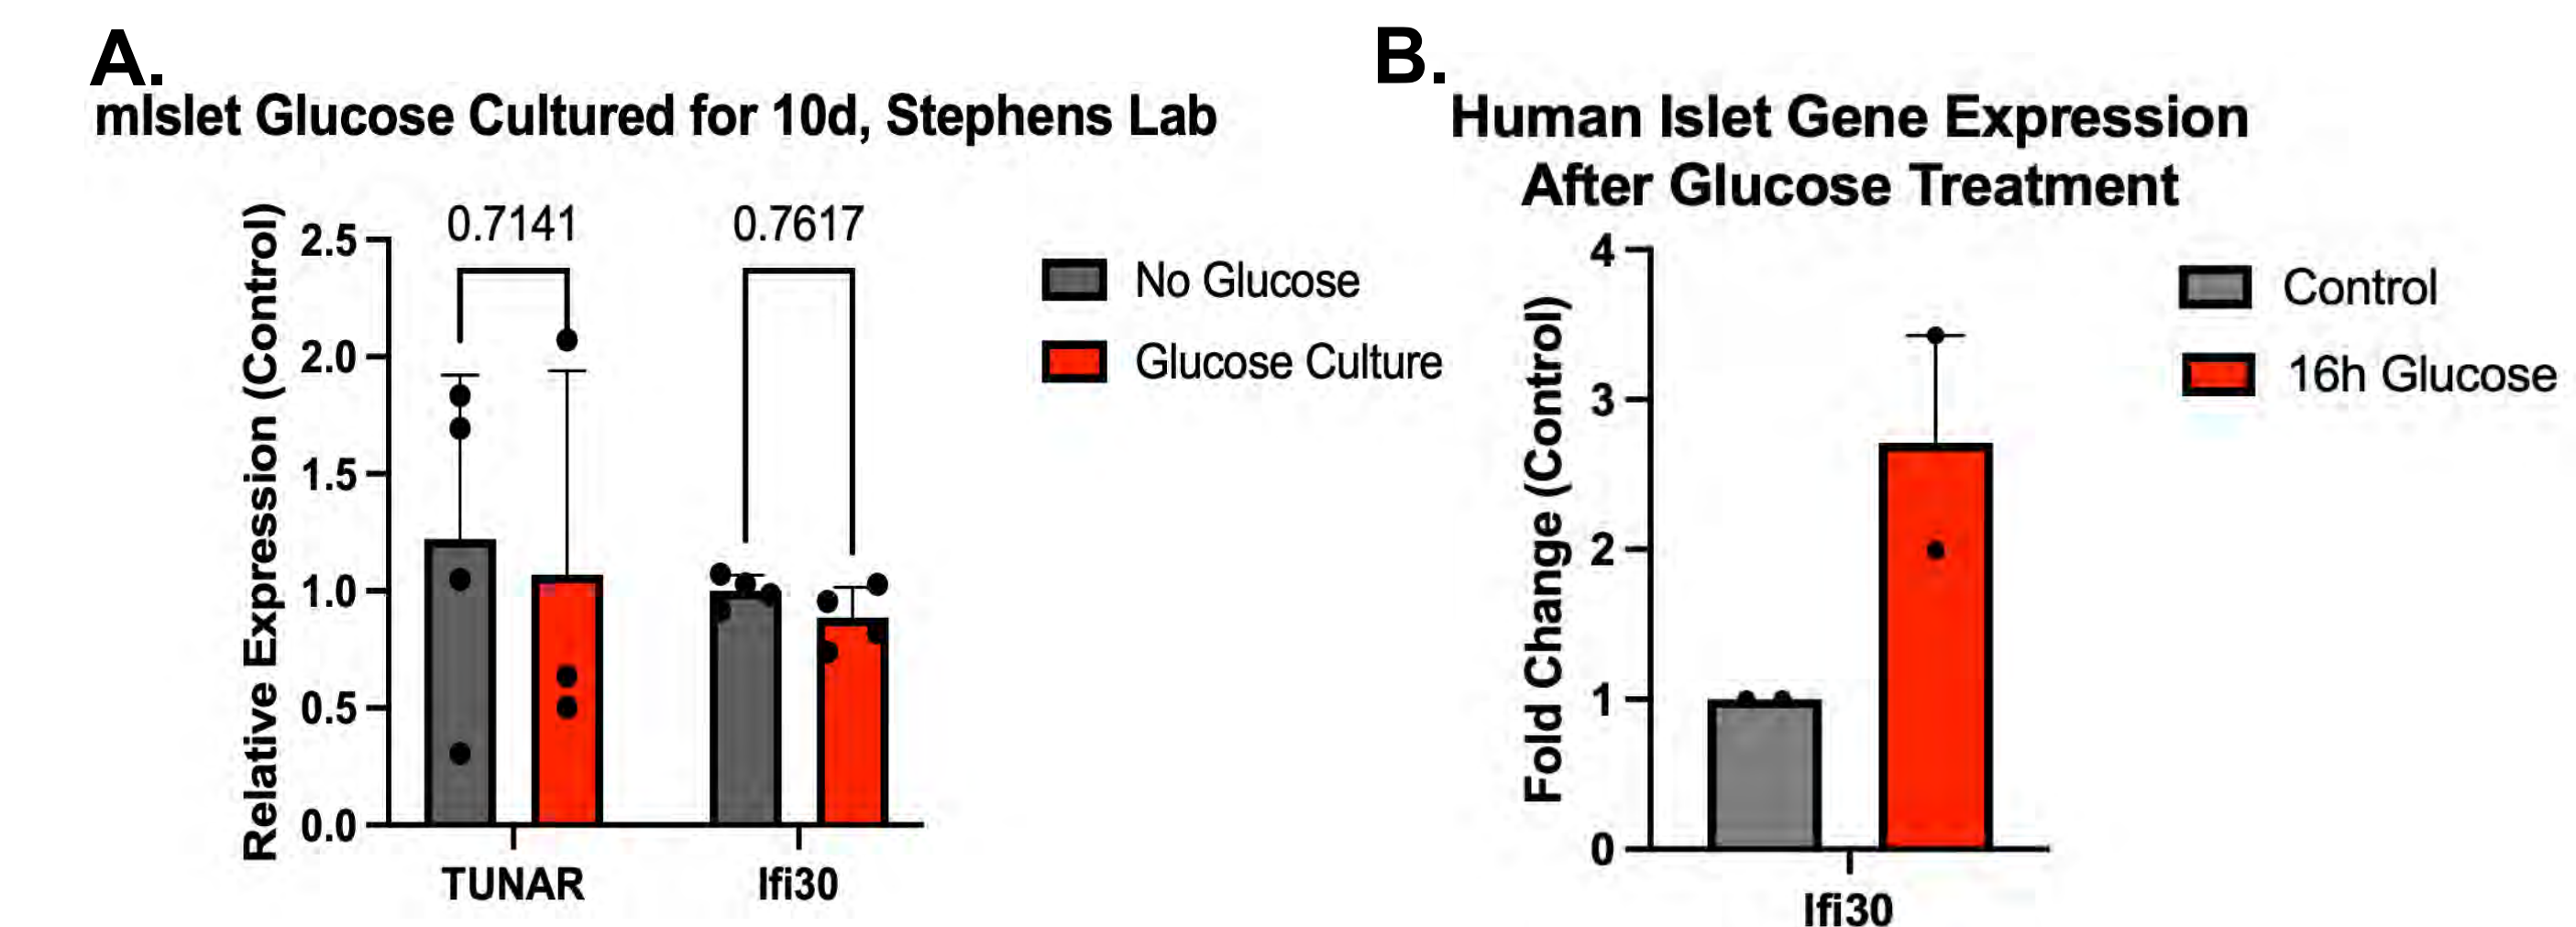 A.
mIslet Glucose Cultured for 10d, Stephens Lab
Relative Expression (Control)
2.5
2.0
1.5
1.0
0.5
0.0
0.7141
0.7617
TUNAR
Ifi30
No Glucose
Glucose Culture
B.
Human Islet Gene Expression
After Glucose Treatment
Fold Change (Control)
4
3
2
1
0
Ifi30
Control
16h Glucose